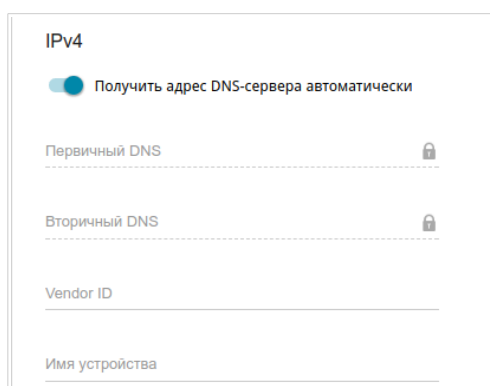 IPv4
Получить адрес DNS-сервера автоматически
Первичный DNS
Вторичный DNS
Vendor ID
Имя устройства